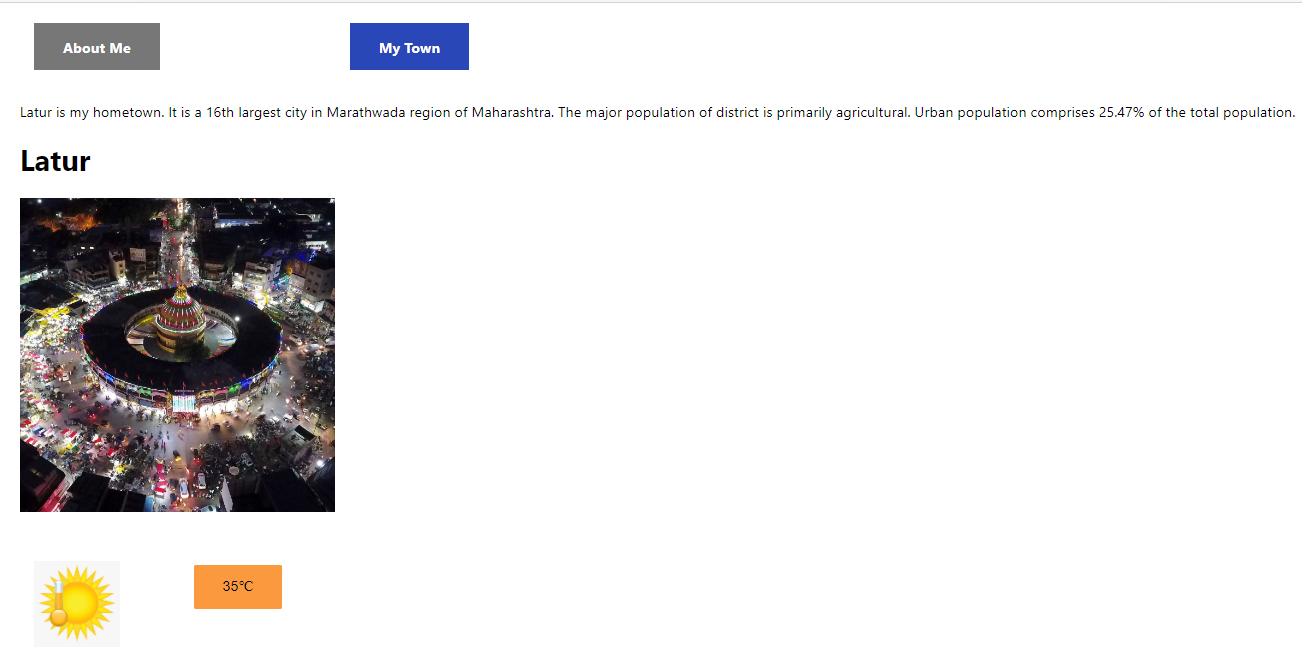 About Me
My Town
Latur is my hometown. It is a 16th largest city in Marathwada region of Maharashtra. The major population of district is primarily agricultural. Urban population comprises 25.47% of the total population.
Latur
35°C